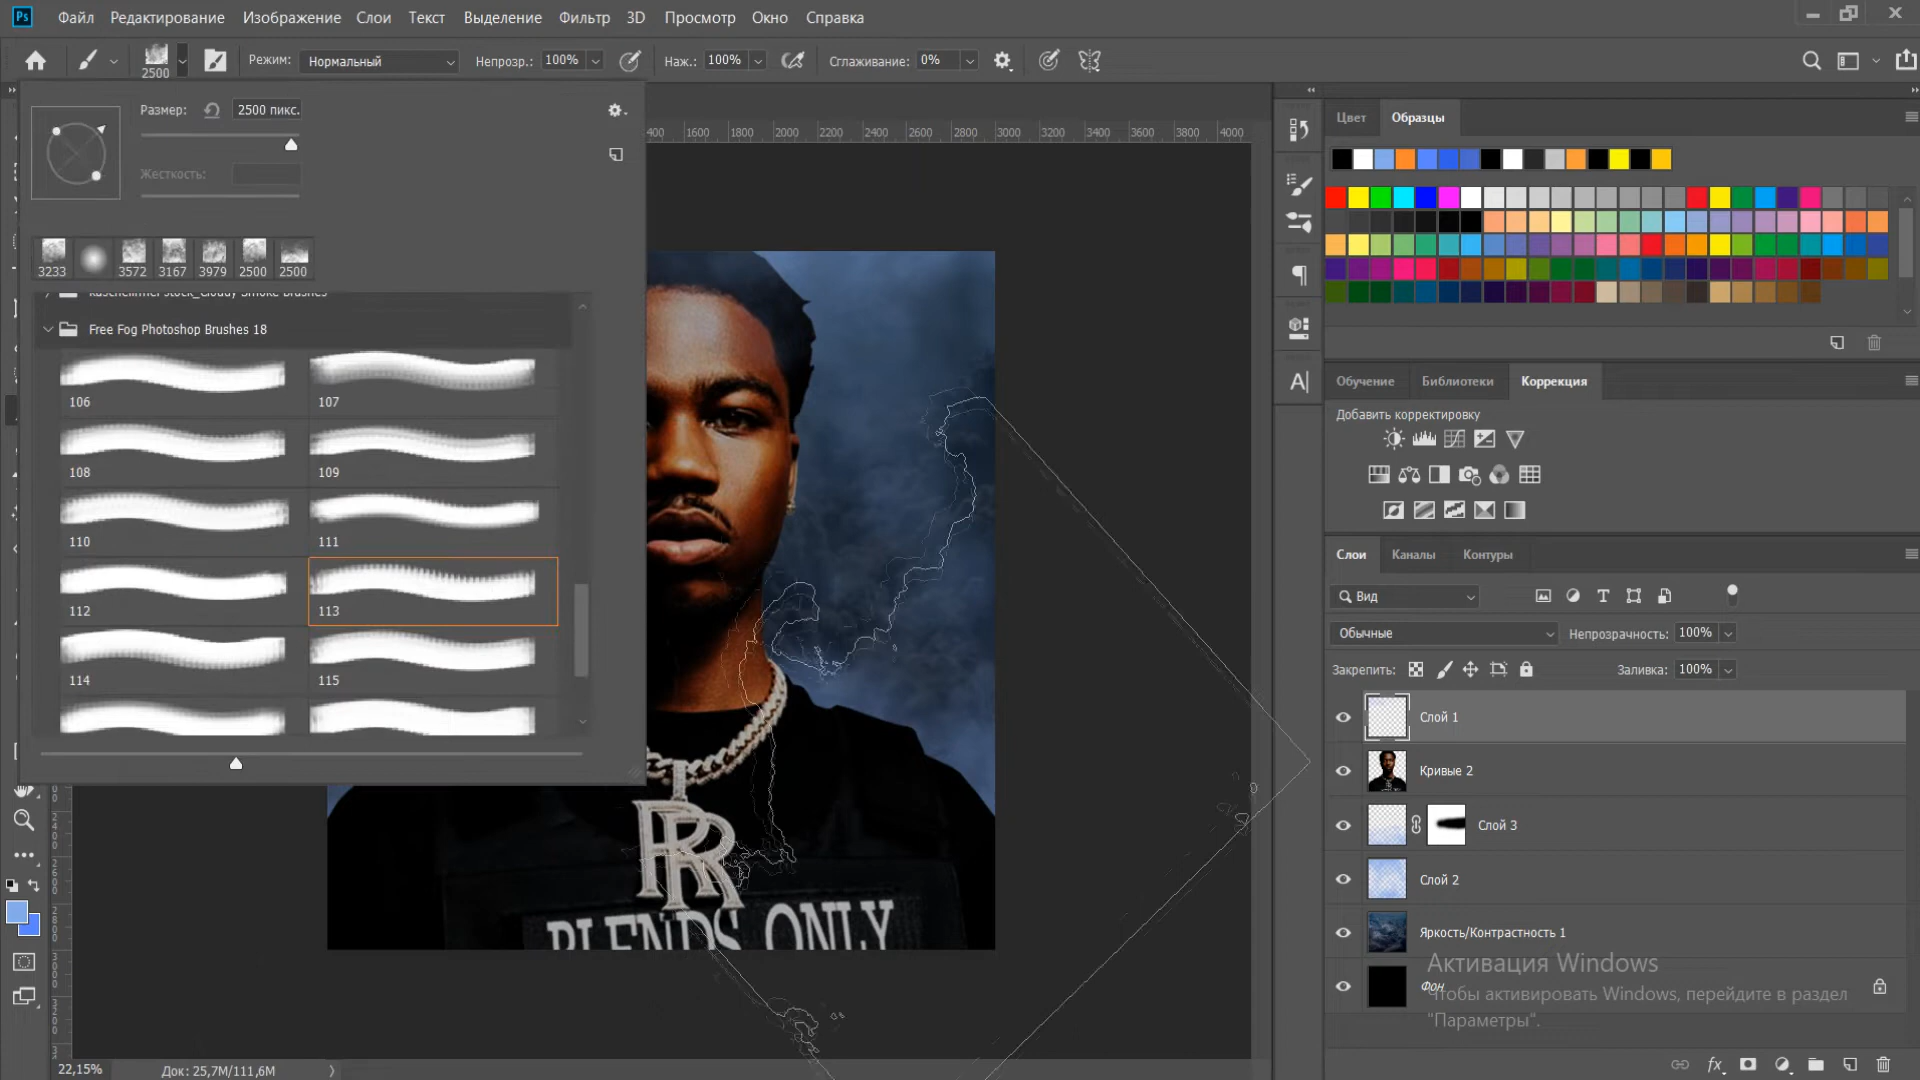 Ps Файл Редактирование Изображение Слои Текст Выделение Фильтр 3D Просмотр Окно Справка
2500 Режим: Нормальный Непрозр.: 100% Наж.: 100% Сглаживание: 0%
Размер: 2500 пикс.
Жесткость:
3233 3572 3167 3979 2500 2500
Free Fog Photoshop Brushes 18
106 107
108 109
110 111
112 113
114 115
400 1600 1800 2000 2200 2400 2600 2800 3000 3200 3400 3600 3800 4000
RR
BLENDS ONLY
22,15% Док: 25,7M/111,6M
Цвет Образцы
Обучение Библиотеки Коррекция
Добавить корректировку
Слои Каналы Контуры
Вид
Обычные Непрозрачность: 100%
Закрепить: Заливка: 100%
Слой 1
Кривые 2
Слой 3
Слой 2
Яркость/Контрастность 1
Фон
Активация Windows
Чтобы активировать Windows, перейдите в раздел
"Параметры".